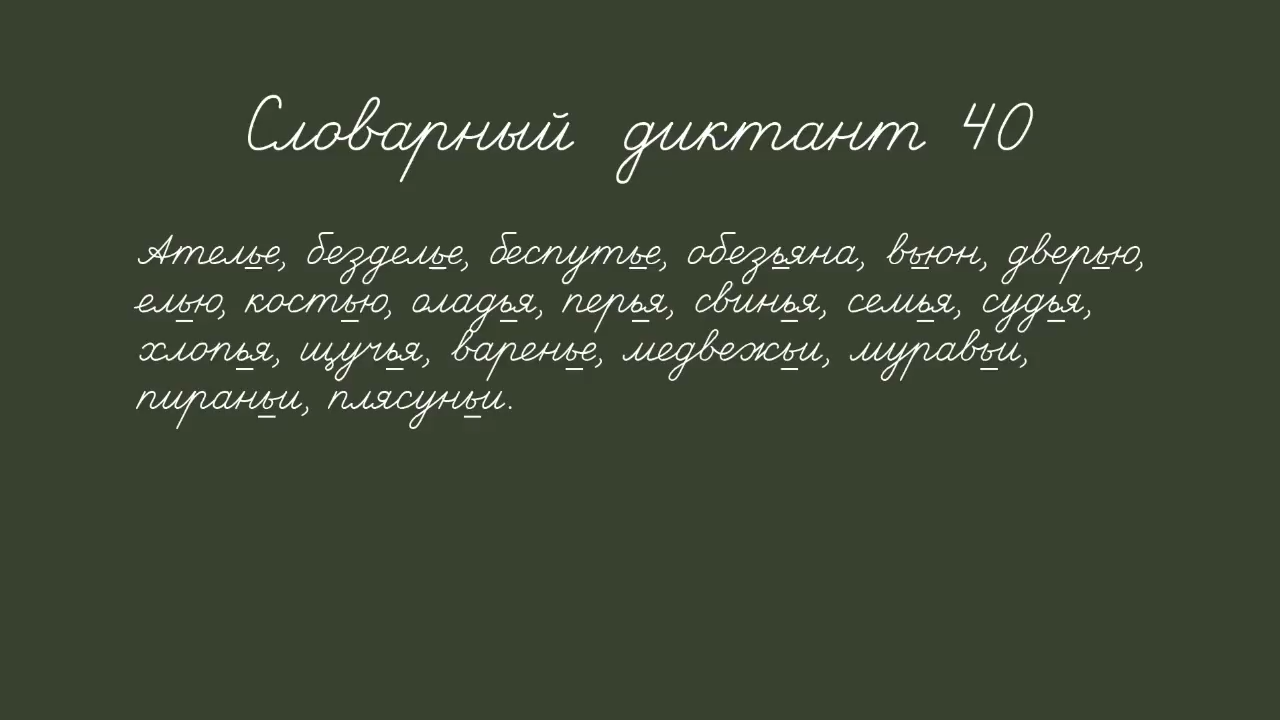 Словарный диктант 40
Ателье, безделье, беспутье, обезьяна, вьюн, дверью,
елью, костью, оладья, перья, свинья, семья, судья,
хлопья, щучья, варенье, медвежьи, муравьи,
пираньи, плясуньи.